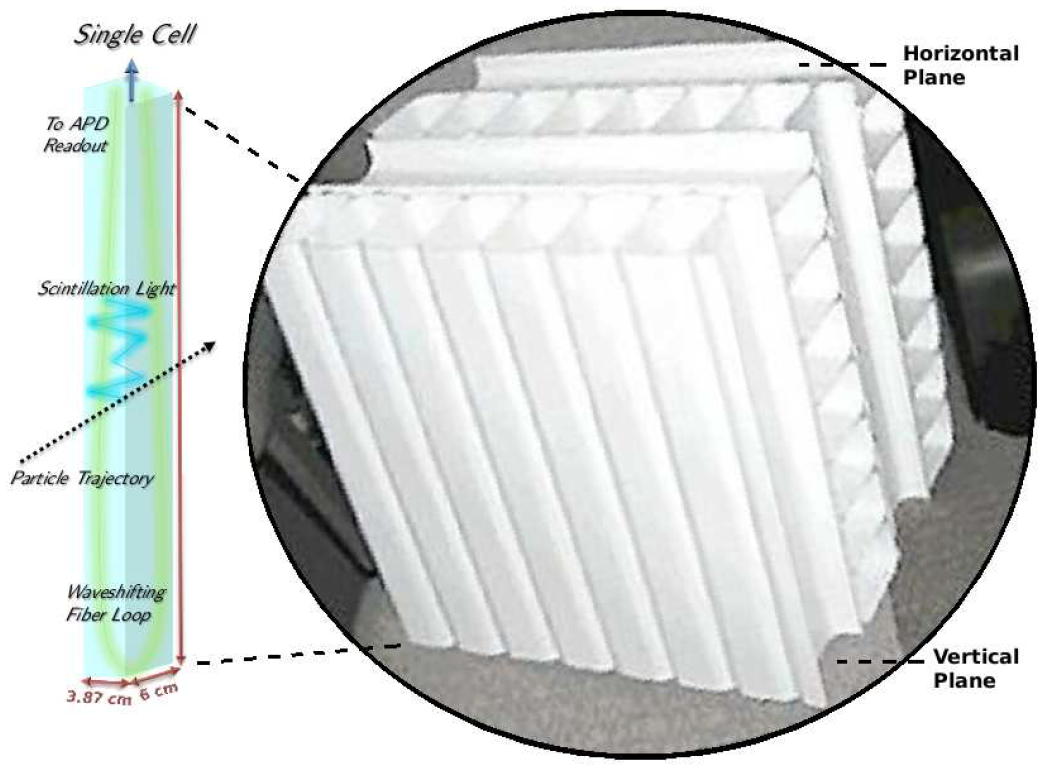 Single Cell
To APD
Readout
Scintillation Light
Particle Trajectory
Waveshifting
Fiber Loop
3.87 cm
6 cm
Horizontal
Plane
Vertical
Plane